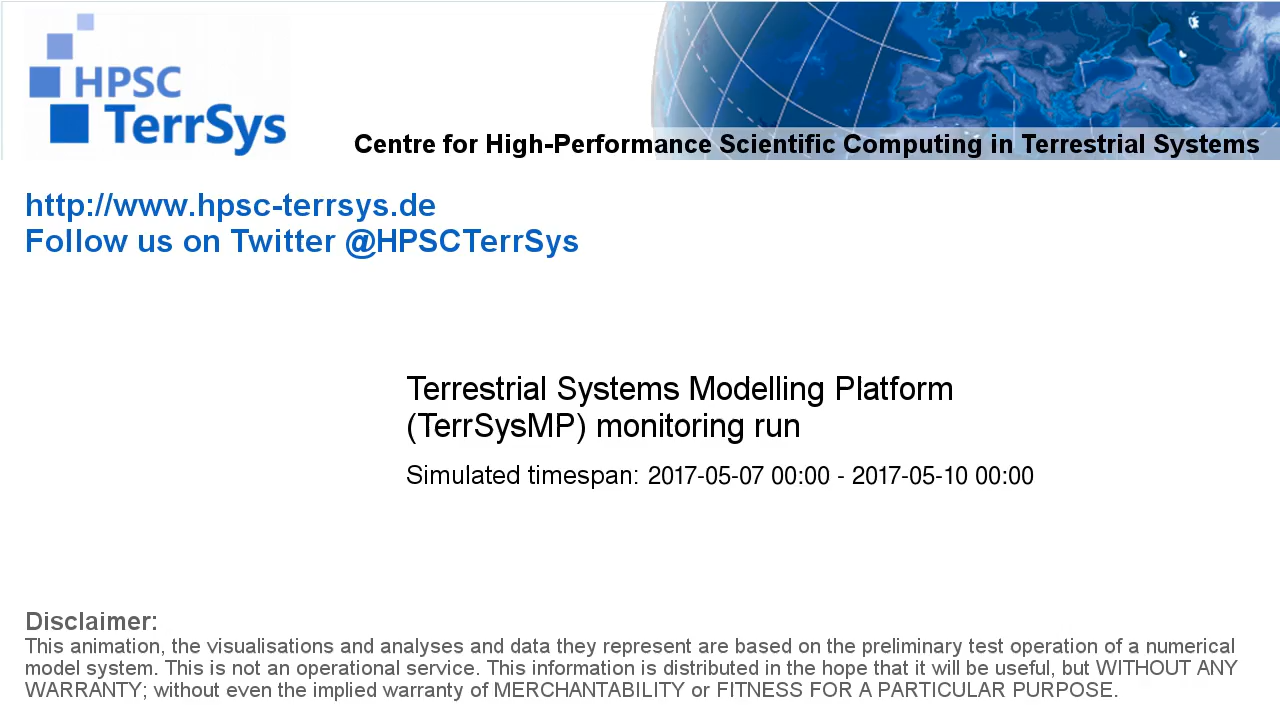 HPSC
TerrSys
Centre for High-Performance Scientific Computing in Terrestrial Systems
http://www.hpsc-terrsys.de
Follow us on Twitter @HPSCTerrSys
Terrestrial Systems Modelling Platform
(TerrSysMP) monitoring run
Simulated timespan: 2017-05-07 00:00 - 2017-05-10 00:00
Disclaimer:
This animation, the visualisations and analyses and data they represent are based on the preliminary test operation of a numerical
model system. This is not an operational service. This information is distributed in the hope that it will be useful, but WITHOUT ANY
WARRANTY; without even the implied warranty of MERCHANTABILITY or FITNESS FOR A PARTICULAR PURPOSE.